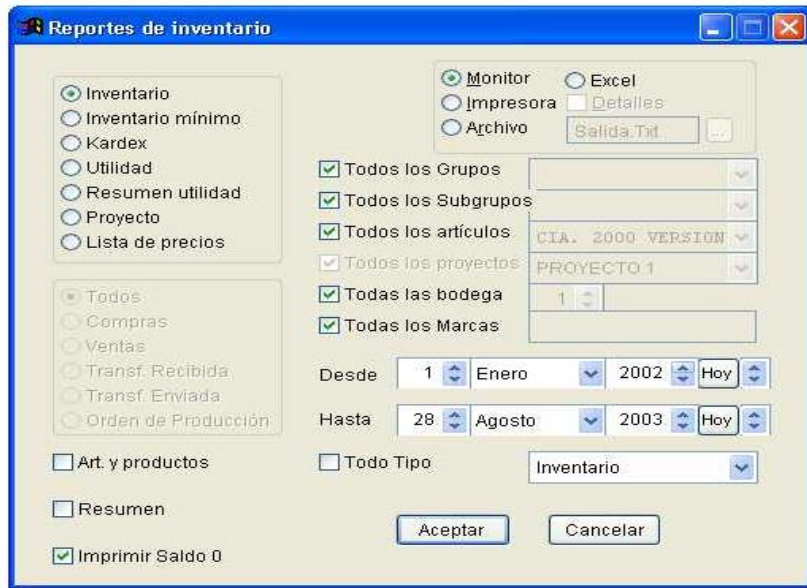 Reportes de inventario
Inventario
Inventario mínimo
Kardex
Utilidad
Resumen utilidad
Proyecto
Lista de precios
Monitor Excel
Impresora Detalles
Archivo Salida.Txt ...
Todos los Grupos
Todos los Subgrupos
Todos los artículos CIA. 2000 VERSION
Todos los proyectos PROYECTO 1
Todas las bodega 1
Todas los Marcas
Todos
Compras
Ventas
Transf. Recibida
Transf. Enviada
Orden de Producción
Desde 1 Enero 2002 Hoy
Hasta 28 Agosto 2003 Hoy
Art. y productos
Todo Tipo Inventario
Resumen
Imprimir Saldo 0
Aceptar Cancelar